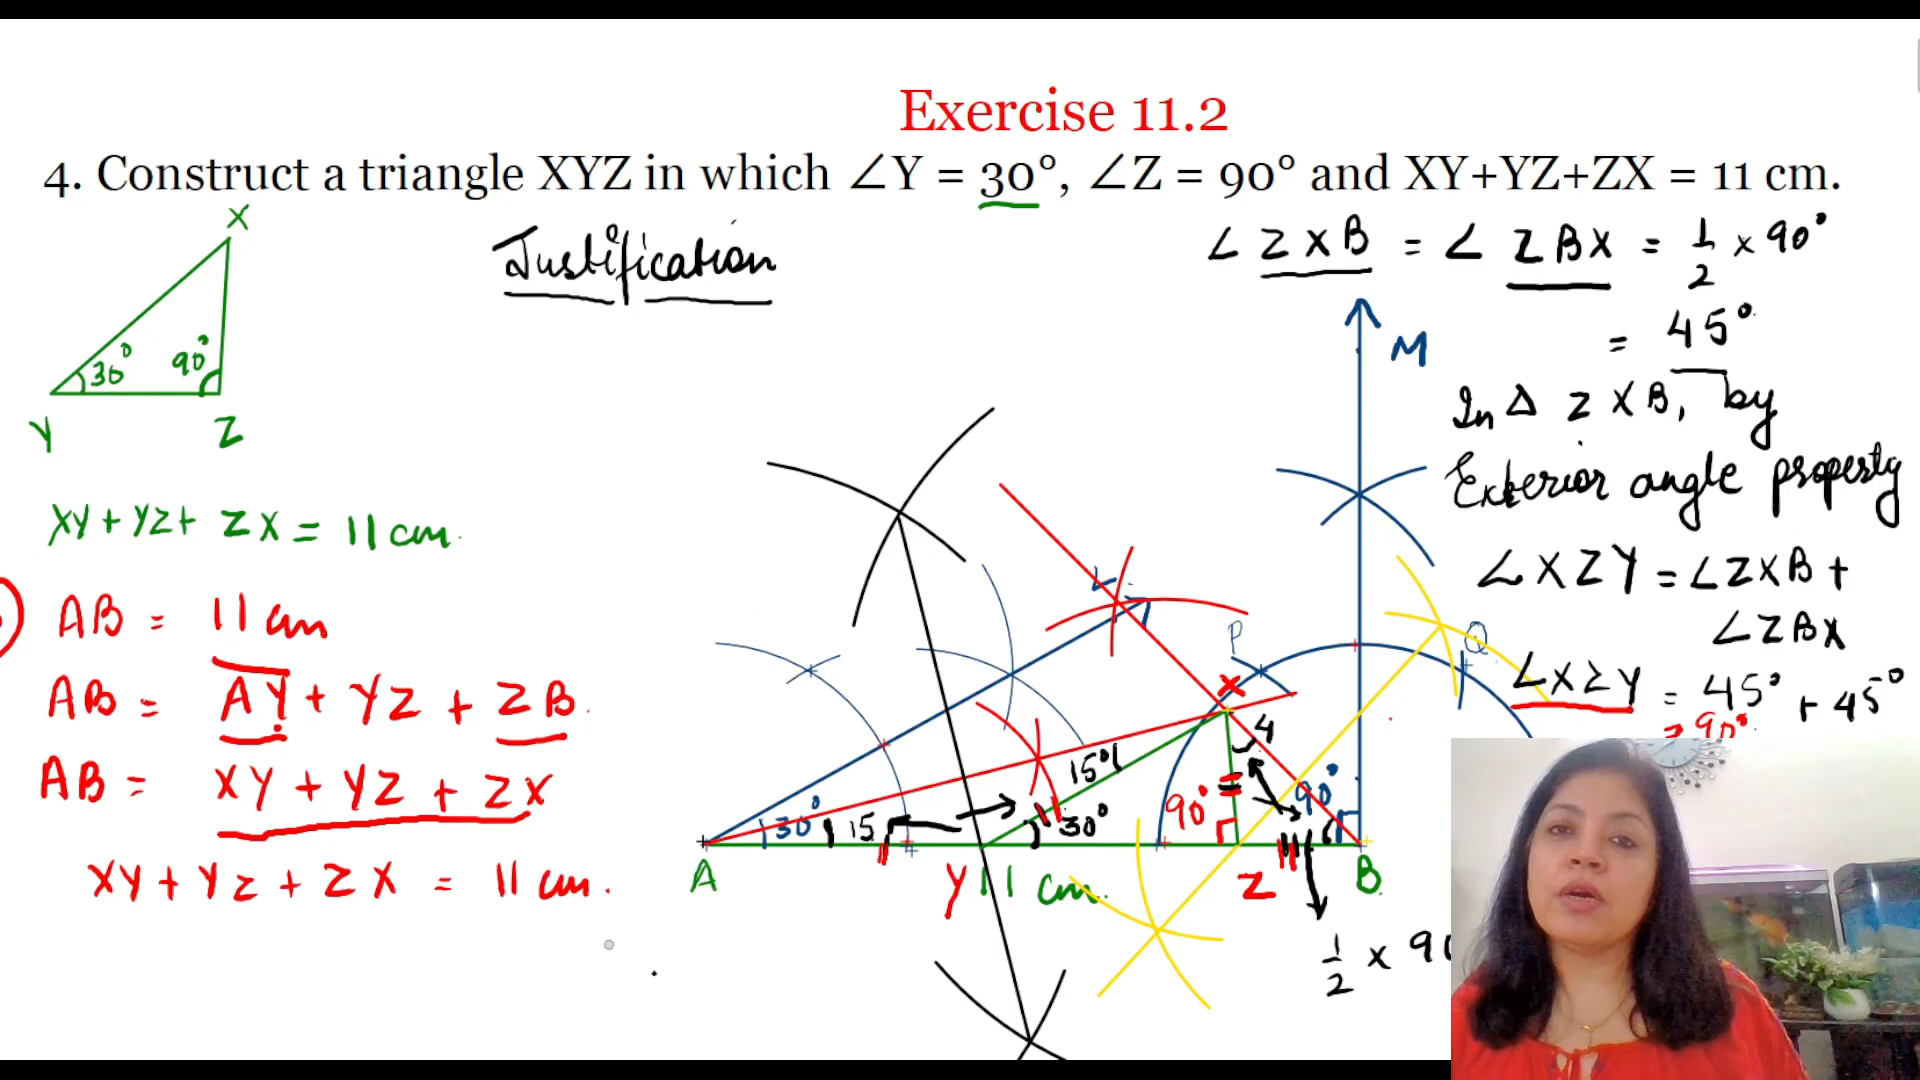 Exercise 11.2
4. Construct a triangle XYZ in which ∠Y = 30°, ∠Z = 90° and XY+YZ+ZX = 11 cm.
X
30°
90°
Y
Z
XY + YZ + ZX = 11 cm.
AB = 11 cm
AB = AY + YZ + ZB.
AB = XY + YZ + ZX
XY + YZ + ZX = 11 cm.
Justification
∠ZXB = ∠ZBX = 1/2 × 90°
= 45°
In Δ ZXB, by
Exterior angle property
∠XZY = ∠ZXB +
∠ZBX
∠XZY = 45° + 45°
= 90°
M
L
P
Q
X
4
15°
30°
15
30°
90°
90°
A
Y
11 cm.
Z
B
1/2 × 9